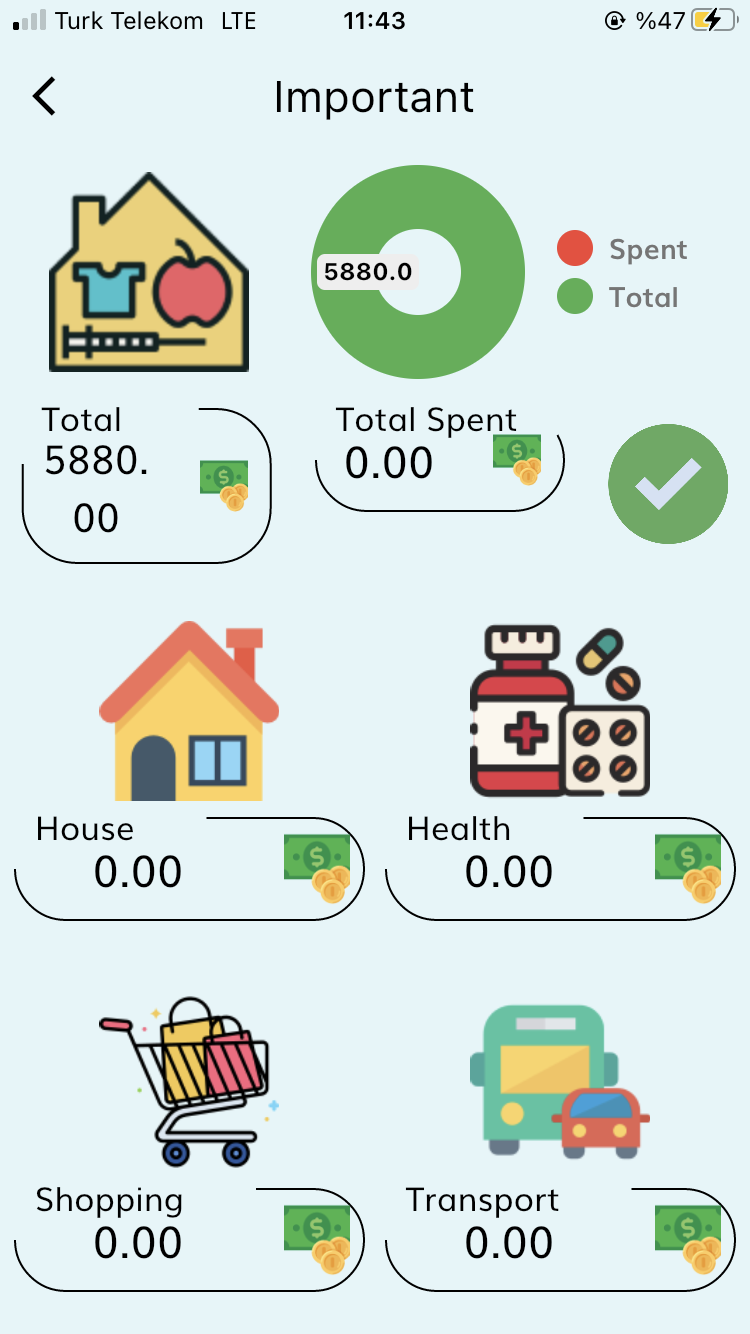 Turk Telekom LTE 11:43 %47
Important
5880.0
Spent
Total
Total
5880.
00
Total Spent
0.00
House
0.00
Health
0.00
Shopping
0.00
Transport
0.00